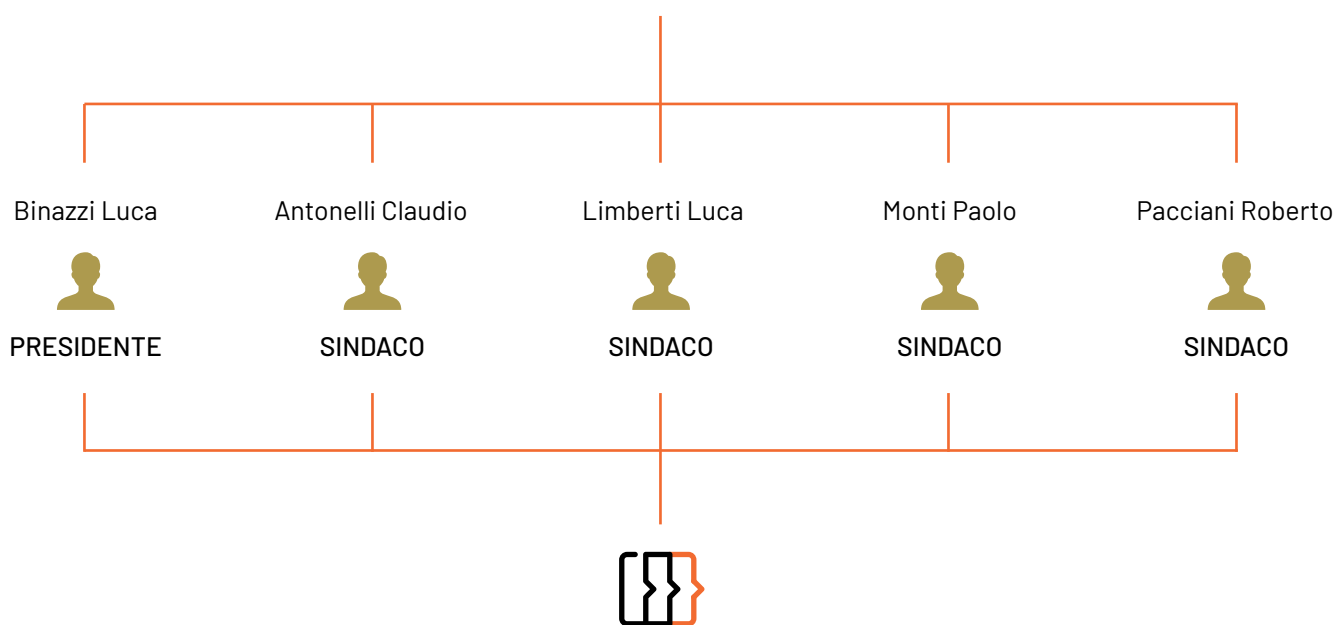 Binazzi Luca
Antonelli Claudio
Limberti Luca
Monti Paolo
Pacciani Roberto
PRESIDENTE
SINDACO
SINDACO
SINDACO
SINDACO